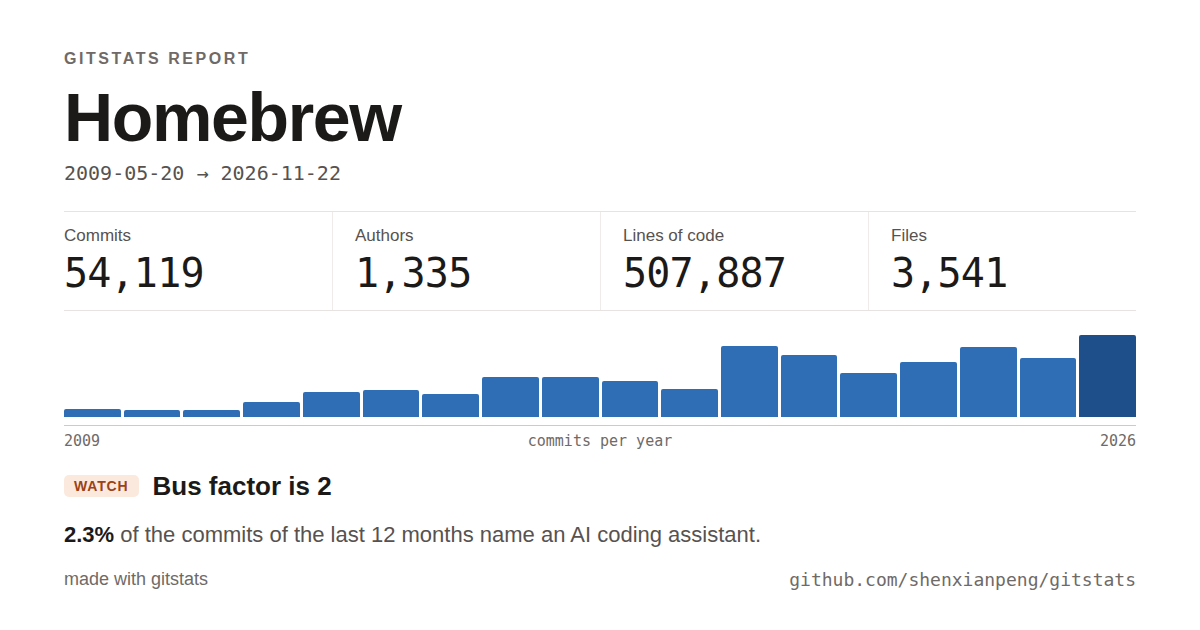 GITSTATS REPORT
Homebrew
2009-05-20 → 2026-11-22
Commits
54,119
Authors
1,335
Lines of code
507,887
Files
3,541
2009
commits per year
2026
WATCH Bus factor is 2
2.3% of the commits of the last 12 months name an AI coding assistant.
made with gitstats
github.com/shenxianpeng/gitstats